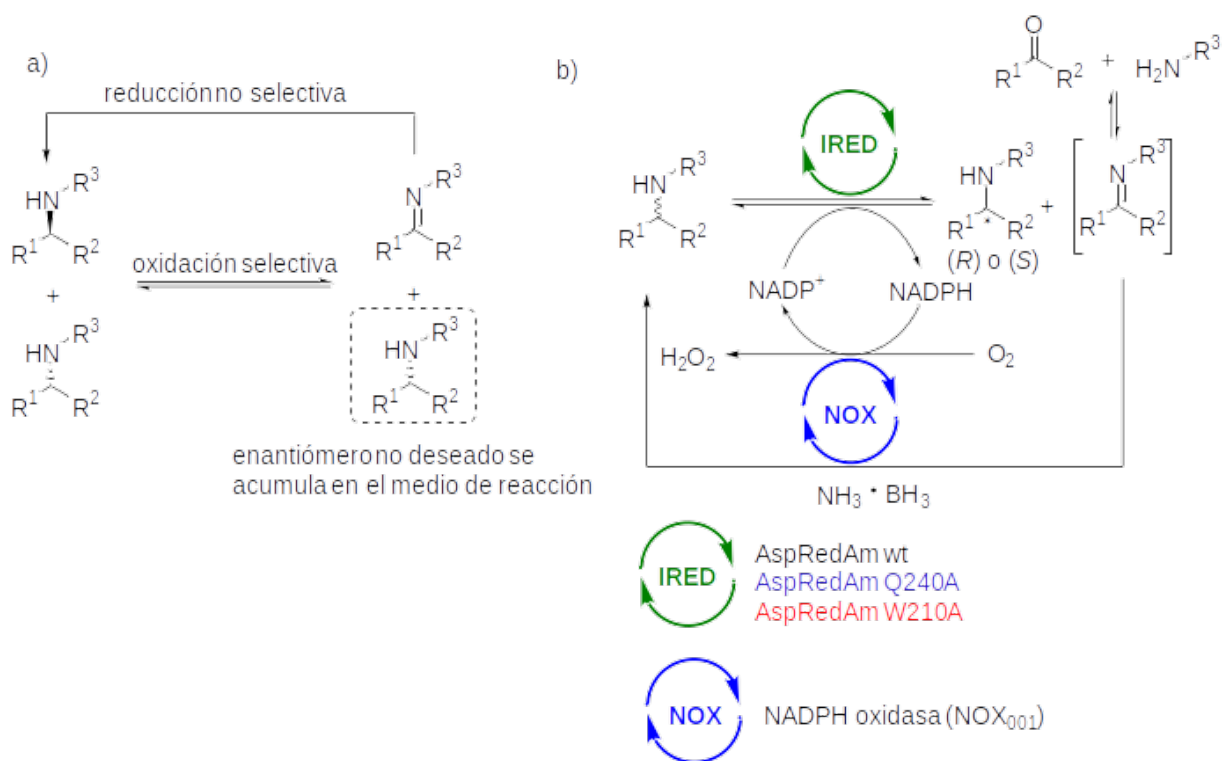 a)
reducción no selectiva
HN R³
R¹ R²
+
HN R³
R¹ R²
oxidación selectiva
N R³
R¹ R²
+
HN R³
R¹ R²
enantiómero no deseado se
acumula en el medio de reacción
b)
O
R¹ R² + H₂N R³
IRED
HN R³
R¹ R²
HN R³
R¹ * R²
(R) o (S)
+
N R³
R¹ R²
NADP⁺ NADPH
H₂O₂ O₂
NOX
NH₃ • BH₃
IRED
AspRedAm wt
AspRedAm Q240A
AspRedAm W210A
NOX NADPH oxidasa (NOX₀₀₁)